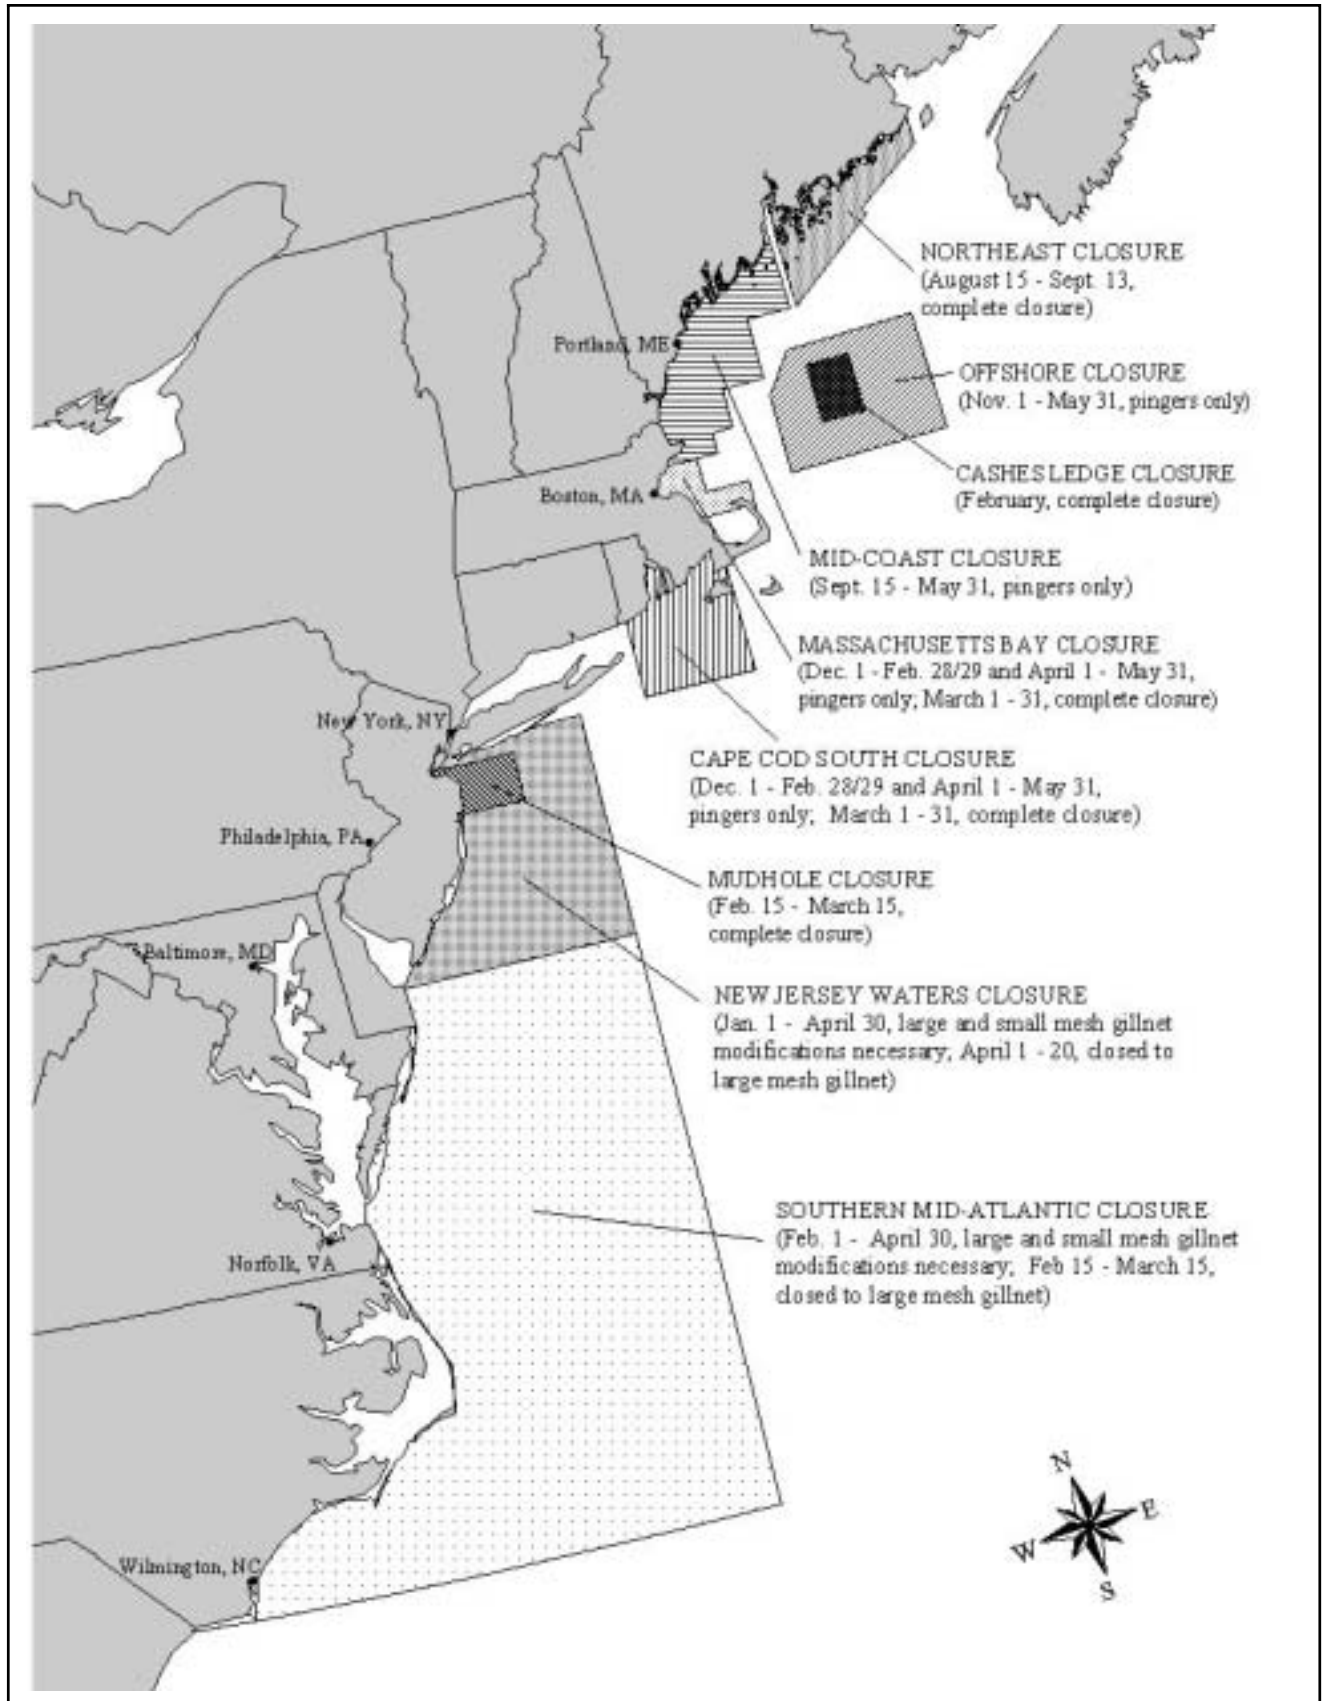 NORTHEAST CLOSURE
(August 15 - Sept. 13,
complete closure)
Portland, ME
OFFSHORE CLOSURE
(Nov. 1 - May 31, pingers only)
CASHES LEDGE CLOSURE
(February, complete closure)
Boston, MA
MID-COAST CLOSURE
(Sept. 15 - May 31, pingers only)
MASSACHUSETTS BAY CLOSURE
(Dec. 1 - Feb. 28/29 and April 1 - May 31,
pingers only; March 1 - 31, complete closure)
New York, NY
CAPE COD SOUTH CLOSURE
(Dec. 1 - Feb. 28/29 and April 1 - May 31,
pingers only; March 1 - 31, complete closure)
Philadelphia, PA
MUDHOLE CLOSURE
(Feb. 15 - March 15,
complete closure)
Baltimore, MD
NEW JERSEY WATERS CLOSURE
(Jan. 1 - April 30, large and small mesh gillnet
modifications necessary; April 1 - 20, closed to
large mesh gillnet)
SOUTHERN MID-ATLANTIC CLOSURE
(Feb. 1 - April 30, large and small mesh gillnet
modifications necessary; Feb 15 - March 15,
closed to large mesh gillnet)
Norfolk, VA
N
E
W
S
Wilmington, NC